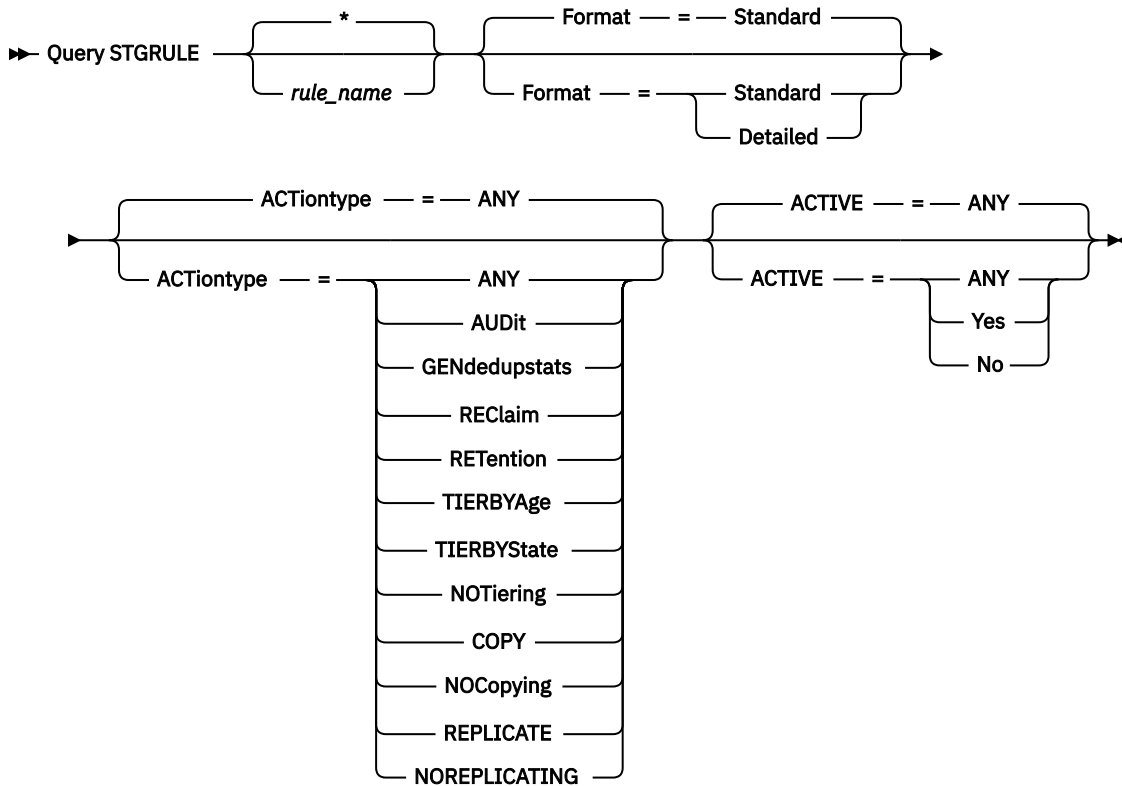 * Format = Standard
Query STGRULE
rule_name Format = Standard
Detailed
ACTiontype = ANY ACTIVE = ANY
ACTiontype = ANY ACTIVE = ANY
AUDit Yes
GENdedupstats No
REClaim
RETention
TIERBYAge
TIERBYState
NOTiering
COPY
NOCopying
REPLICATE
NOREPLICATING